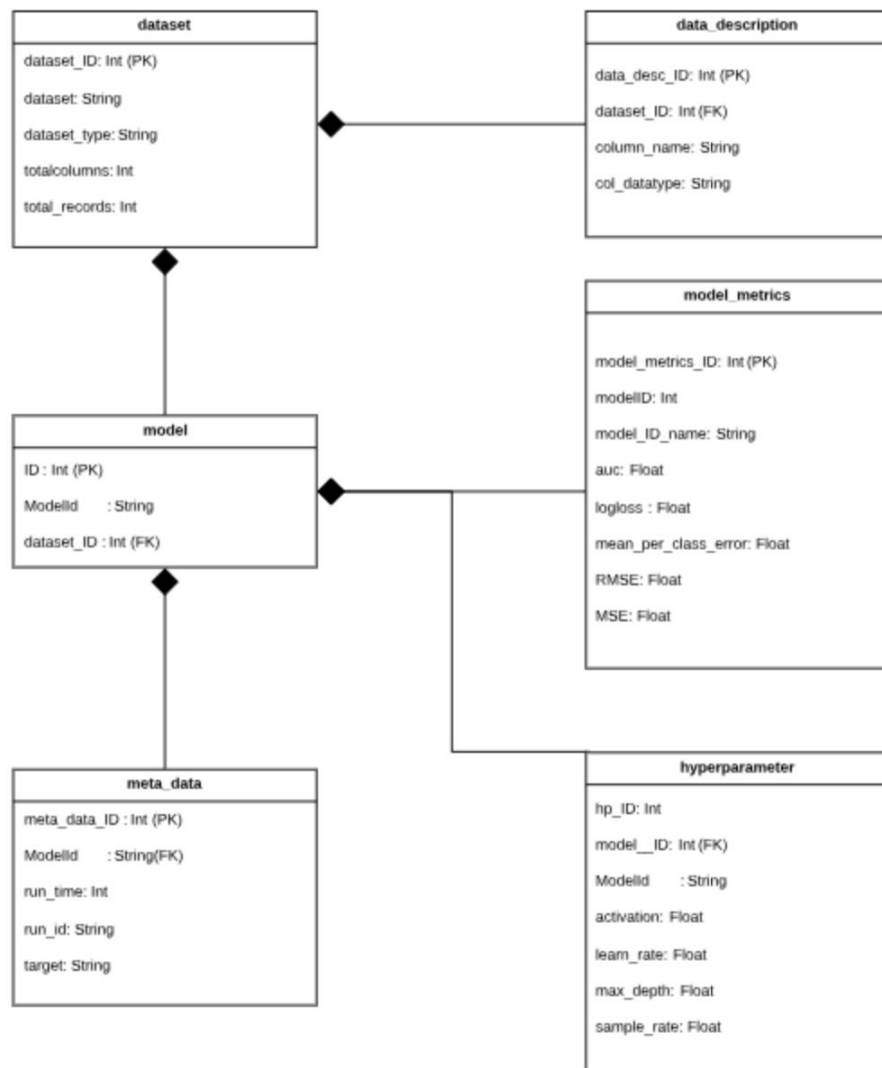 dataset
dataset_ID: Int (PK)
dataset: String
dataset_type: String
totalcolumns: Int
total_records: Int
data_description
data_desc_ID: Int (PK)
dataset_ID: Int (FK)
column_name: String
col_datatype: String
model_metrics
model_metrics_ID: Int (PK)
modelID: Int
model_ID_name: String
auc: Float
logloss : Float
mean_per_class_error: Float
RMSE: Float
MSE: Float
model
ID : Int (PK)
ModelId : String
dataset_ID : Int (FK)
meta_data
meta_data_ID : Int (PK)
ModelId : String(FK)
run_time: Int
run_id: String
target: String
hyperparameter
hp_ID: Int
model__ID: Int (FK)
ModelId : String
activation: Float
learn_rate: Float
max_depth: Float
sample_rate: Float